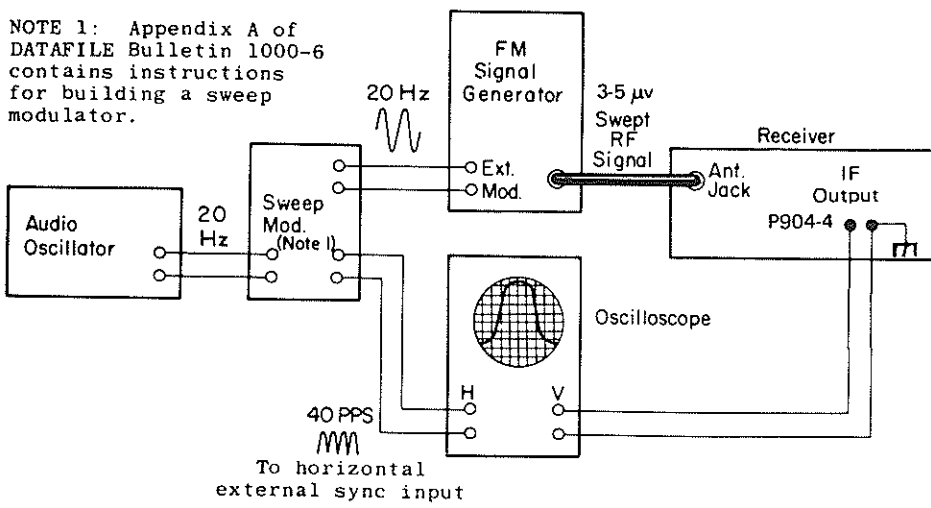 NOTE 1: Appendix A of
DATAFILE Bulletin 1000-6
contains instructions
for building a sweep
modulator.
20 Hz
FM
Signal
Generator
Ext.
Mod.
3-5 μv
Swept
RF
Signal
Receiver
Ant.
Jack
IF
Output
P904-4
Audio
Oscillator
20
Hz
Sweep
Mod.
(Note 1)
Oscilloscope
H
V
40 PPS
To horizontal
external sync input